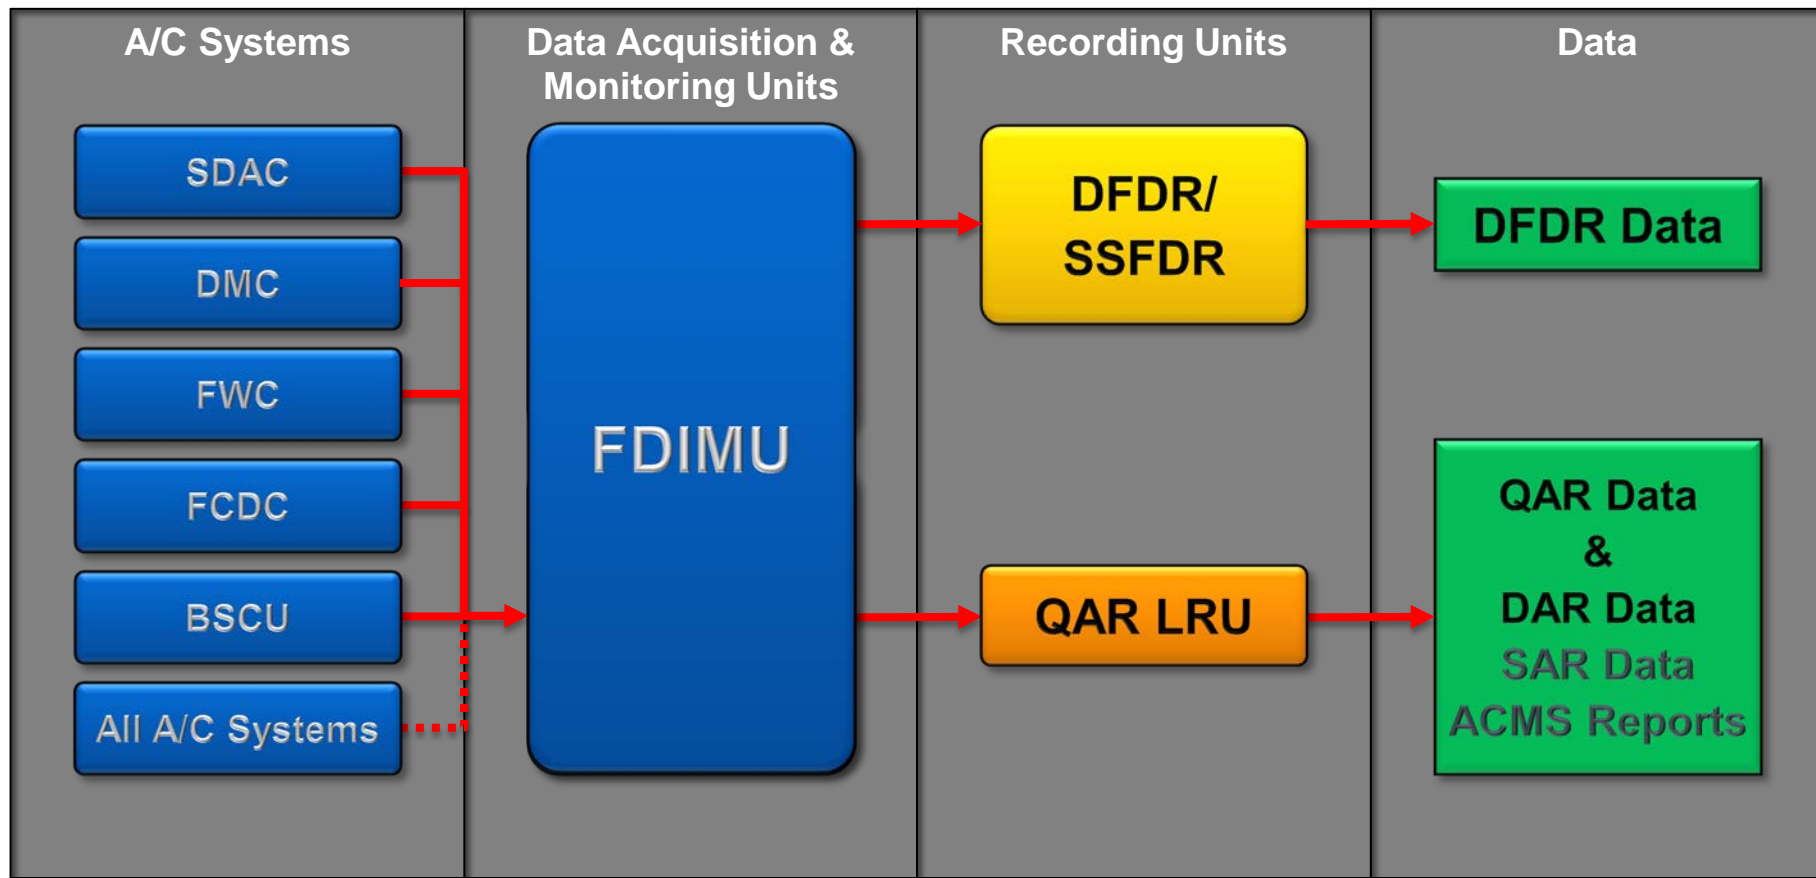 A/C Systems
SDAC
DMC
FWC
FCDC
BSCU
All A/C Systems
Data Acquisition &
Monitoring Units
FDIMU
Recording Units
DFDR/
SSFDR
QAR LRU
Data
DFDR Data
QAR Data
&
DAR Data
SAR Data
ACMS Reports